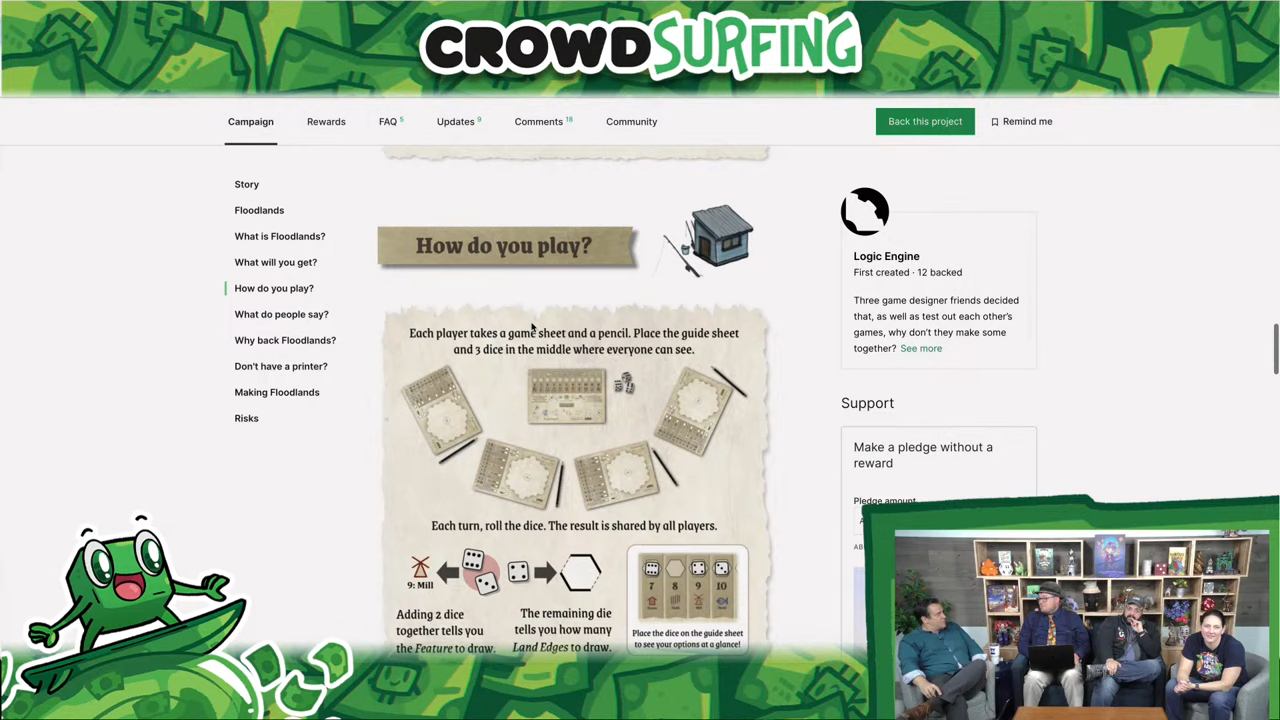 CROWDSURFING
Campaign
Rewards
FAQ 5
Updates 9
Comments 18
Community
Back this project
Remind me
Story
Floodlands
What is Floodlands?
What will you get?
How do you play?
What do people say?
Why back Floodlands?
Don't have a printer?
Making Floodlands
Risks
How do you play?
Each player takes a game sheet and a pencil. Place the guide sheet
and 3 dice in the middle where everyone can see.
Each turn, roll the dice. The result is shared by all players.
9: Mill
Adding 2 dice
together tells you
the Feature to draw.
The remaining die
tells you how many
Land Edges to draw.
7 8 9 10
Place the dice on the guide sheet
to see your options at a glance!
Logic Engine
First created · 12 backed
Three game designer friends decided
that, as well as test out each other's
games, why don't they make some
together? See more
Support
Make a pledge without a
reward
Pledge amount